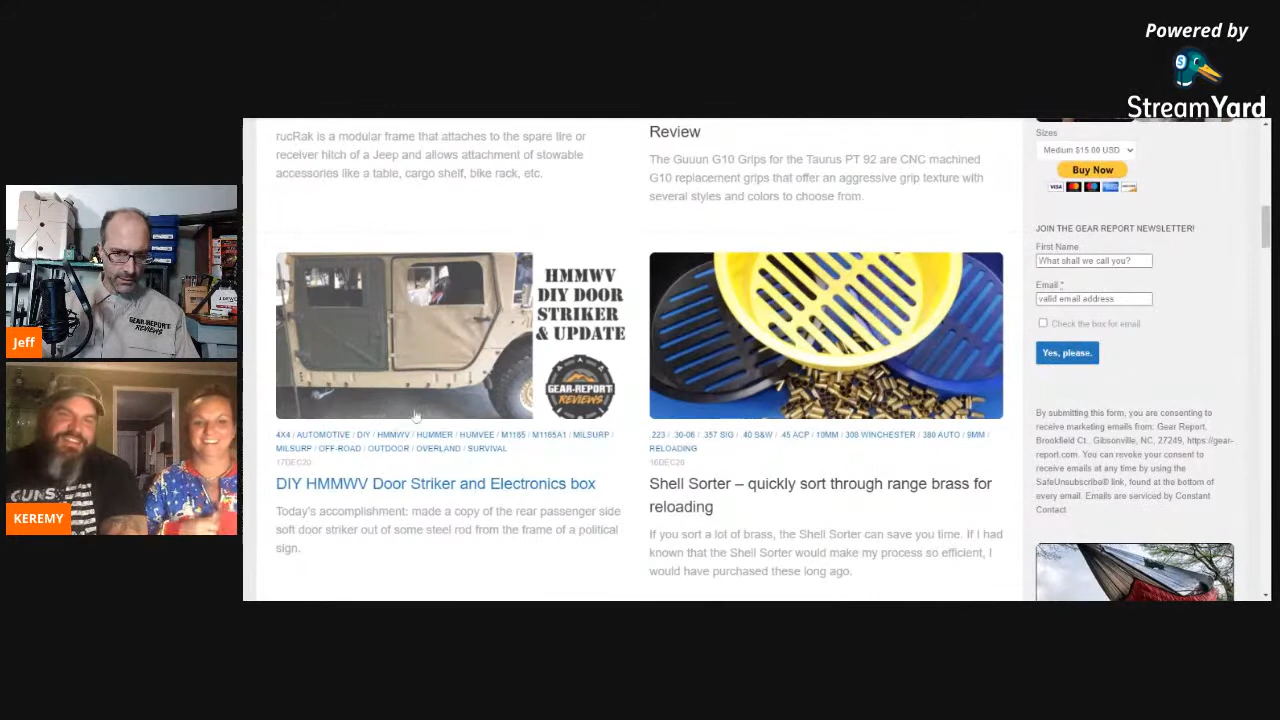 Powered by
StreamYard
Jeff
GEAR-REPORT
REVIEWS
GUNS.
KEREMY
rucRak is a modular frame that attaches to the spare tire or
receiver hitch of a Jeep and allows attachment of stowable
accessories like a table, cargo shelf, bike rack, etc.
HMMWV
DIY DOOR
STRIKER
& UPDATE
GEAR-REPORT
REVIEWS
4X4 / AUTOMOTIVE / DIY / HMMWV / HUMMER / HUMVEE / M1165 / M1165A1 / MILSURP /
MILSURP / OFF-ROAD / OUTDOOR / OVERLAND / SURVIVAL
17DEC20
DIY HMMWV Door Striker and Electronics box
Today's accomplishment: made a copy of the rear passenger side
soft door striker out of some steel rod from the frame of a political
sign.
Review
The Guuun G10 Grips for the Taurus PT 92 are CNC machined
G10 replacement grips that offer an aggressive grip texture with
several styles and colors to choose from.
.223 / .30-06 / .357 SIG / .40 S&W / .45 ACP / 10MM / 308 WINCHESTER / 380 AUTO / 9MM /
RELOADING
16DEC20
Shell Sorter – quickly sort through range brass for
reloading
If you sort a lot of brass, the Shell Sorter can save you time. If I had
known that the Shell Sorter would make my process so efficient, I
would have purchased these long ago.
Sizes
Medium $15.00 USD
Buy Now
VISA
JOIN THE GEAR REPORT NEWSLETTER!
First Name
What shall we call you?
Email *
valid email address
Check the box for email
Yes, please.
By submitting this form, you are consenting to
receive marketing emails from: Gear Report,
Brookfield Ct., Gibsonville, NC, 27249, https://gear-
report.com. You can revoke your consent to
receive emails at any time by using the
SafeUnsubscribe® link, found at the bottom of
every email. Emails are serviced by Constant
Contact